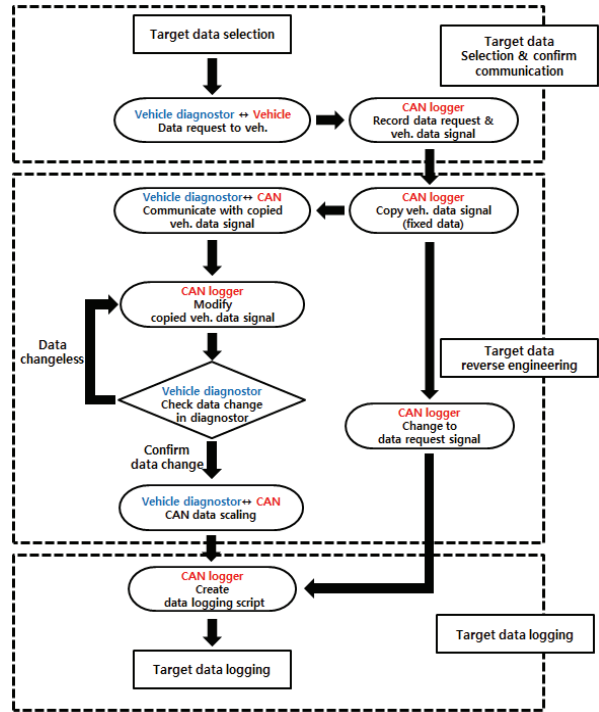 Target data selection
Target data
Selection & confirm
communication
Vehicle diagnostor ↔ Vehicle
Data request to veh.
CAN logger
Record data request &
veh. data signal
Vehicle diagnostor↔ CAN
Communicate with copied
veh. data signal
CAN logger
Copy veh. data signal
(fixed data)
CAN logger
Modify
copied veh. data signal
Data
changeless
Target data
reverse engineering
Vehicle diagnostor
Check data change
in diagnostor
CAN logger
Change to
data request signal
Confirm
data change
Vehicle diagnostor↔ CAN
CAN data scaling
CAN logger
Create
data logging script
Target data logging
Target data logging